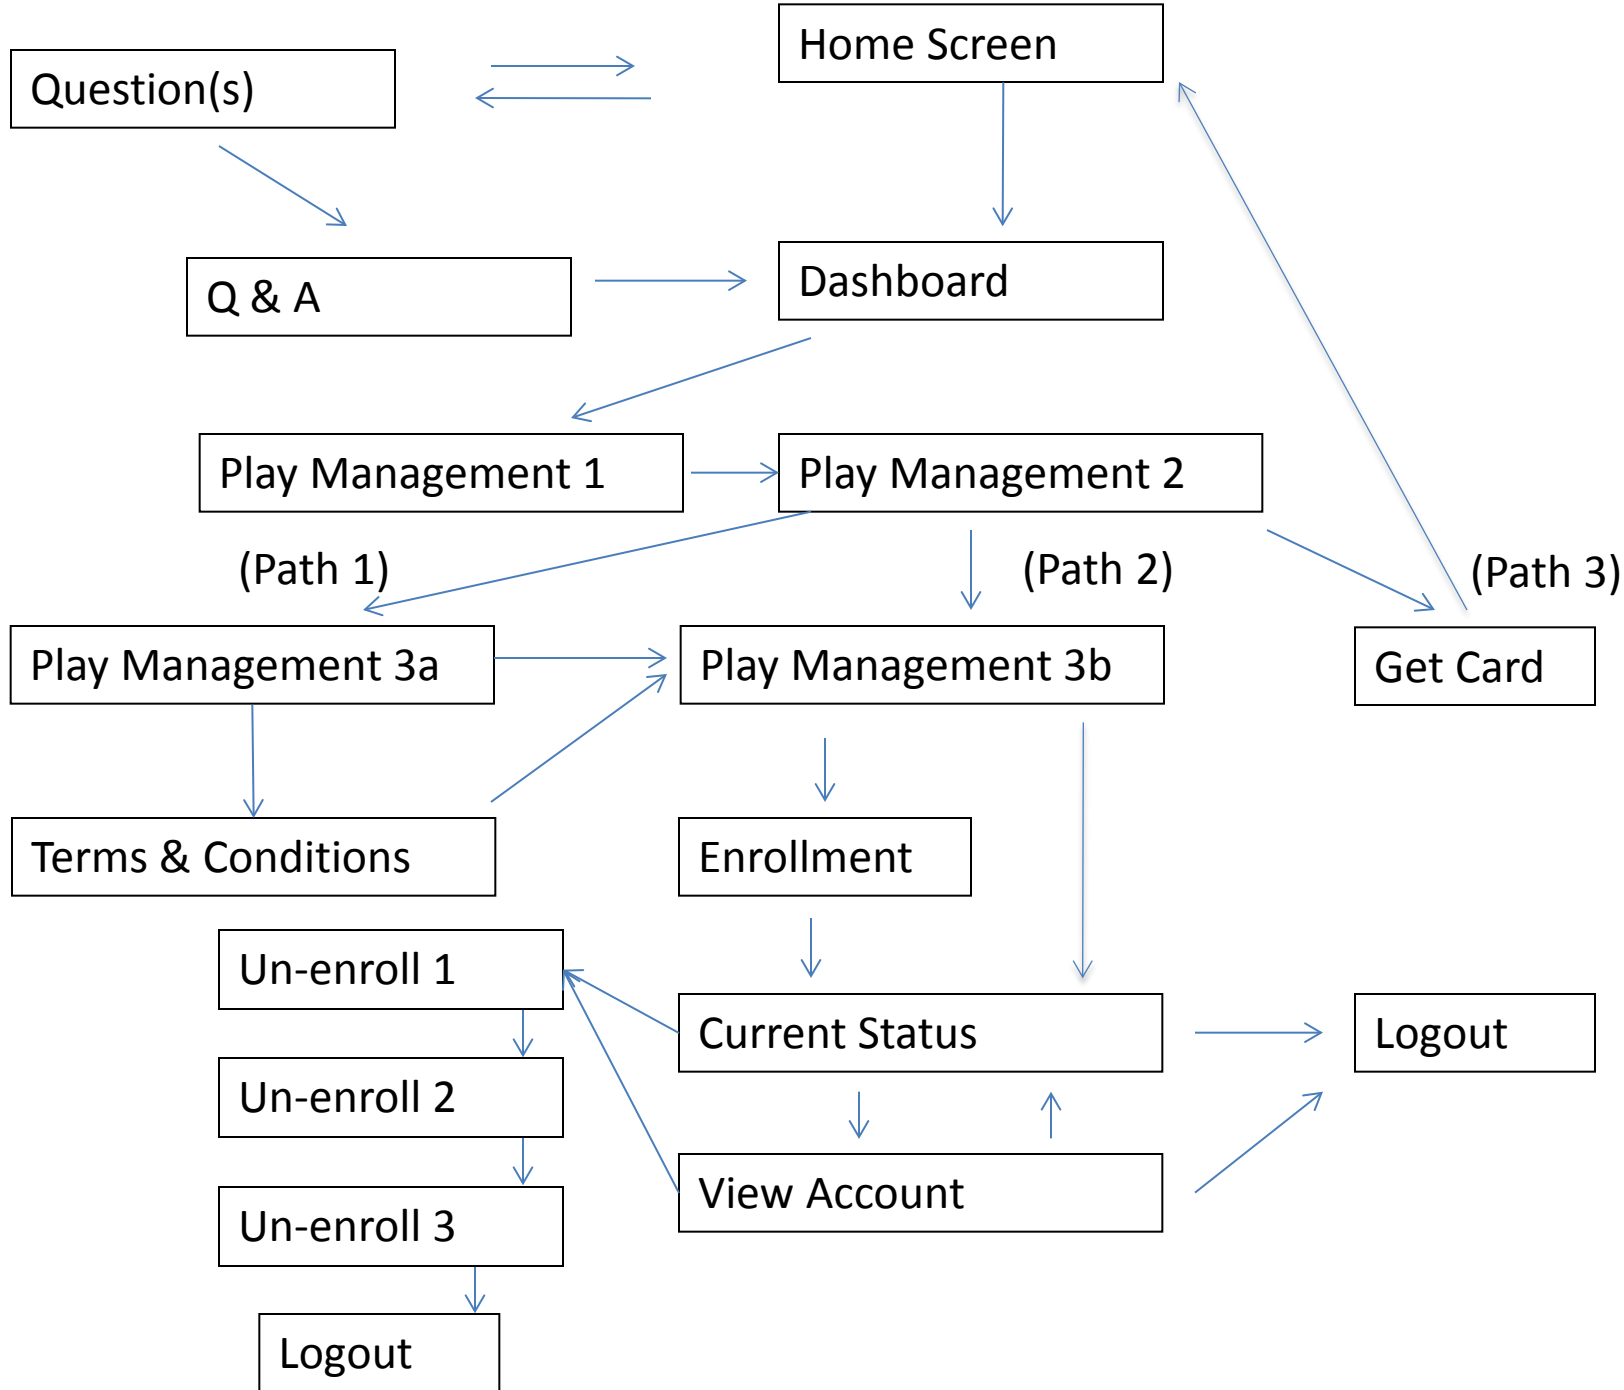 Home Screen
Question(s)
Dashboard
Q & A
Play Management 1
Play Management 2
(Path 1)
(Path 2)
(Path 3)
Play Management 3a
Play Management 3b
Get Card
Terms & Conditions
Enrollment
Un-enroll 1
Current Status
Logout
Un-enroll 2
View Account
Un-enroll 3
Logout